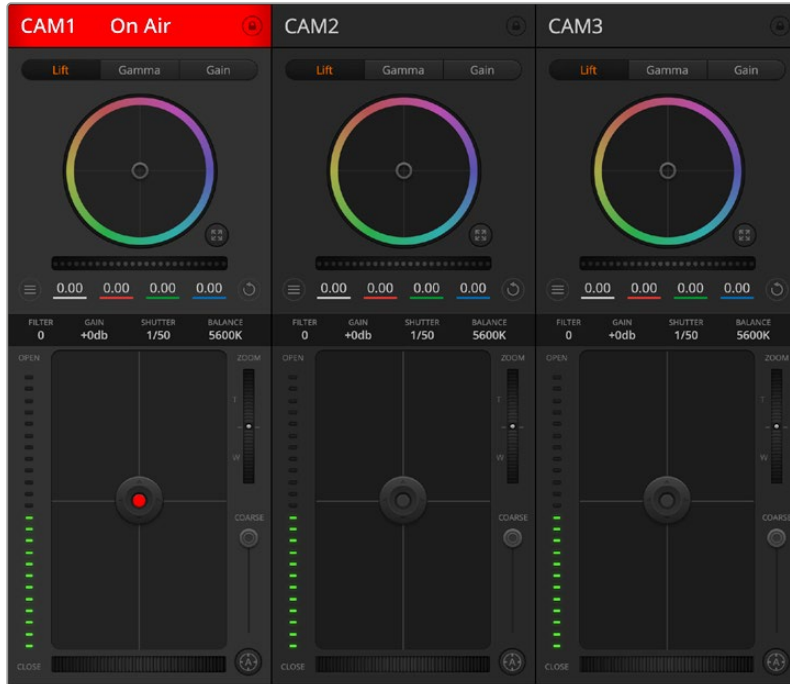 CAM1 On Air CAM2 CAM3
Lift Gamma Gain Lift Gamma Gain Lift Gamma Gain
0.00 0.00 0.00 0.00 0.00 0.00 0.00 0.00 0.00 0.00 0.00 0.00
FILTER GAIN SHUTTER BALANCE FILTER GAIN SHUTTER BALANCE FILTER GAIN SHUTTER BALANCE
0 +0db 1/50 5600K 0 +0db 1/50 5600K 0 +0db 1/50 5600K
OPEN ZOOM OPEN ZOOM OPEN ZOOM
T T T
W W W
COARSE COARSE COARSE
CLOSE A CLOSE A CLOSE A